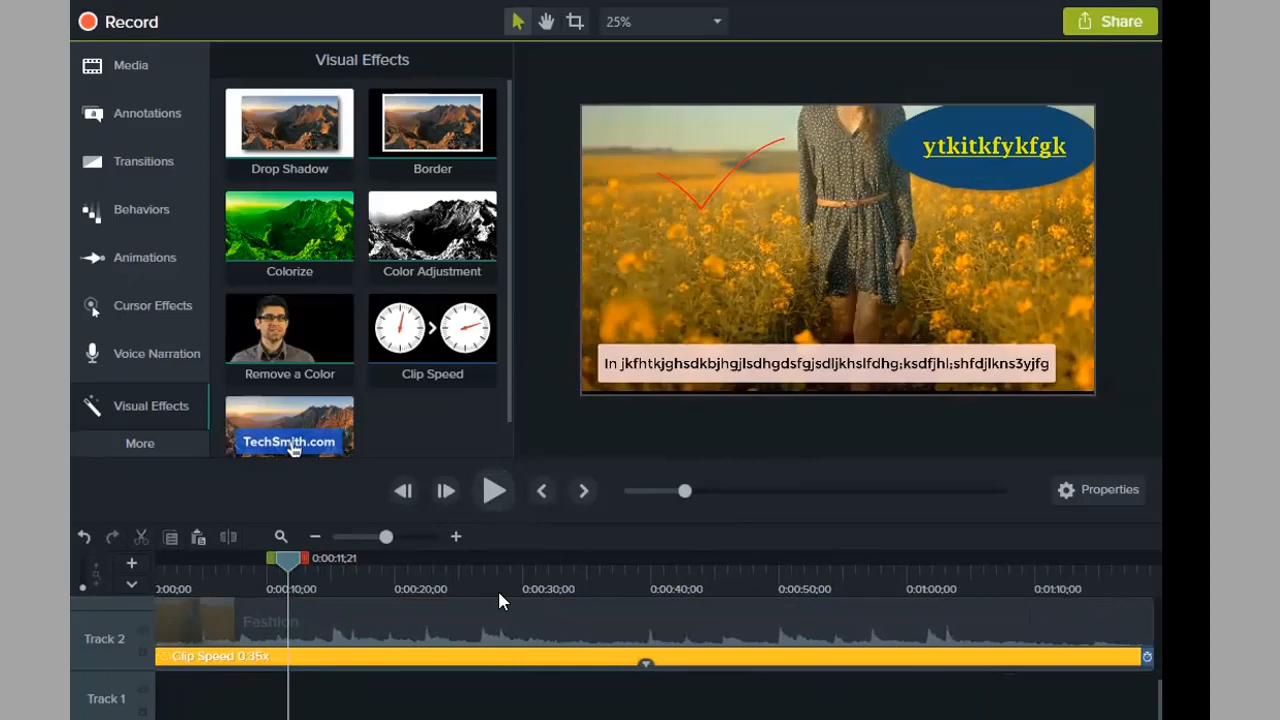 Record
25%
Share
Media
Annotations
Transitions
Behaviors
Animations
Cursor Effects
Voice Narration
Visual Effects
More
Visual Effects
Drop Shadow
Border
Colorize
Color Adjustment
Remove a Color
Clip Speed
TechSmith.com
ytkitkfykfgk
In jkfhtkjghsdkbjhgjlsdhgdsfgjsdljkhslfdhg;ksdfjhl;shfdjlkns3yjfg
Properties
0:00:11;21
0:00:10;00
0:00:20;00
0:00:30;00
0:00:40;00
0:00:50;00
0:01:00;00
0:01:10;00
Track 2
Fashion
Clip Speed 0.35x
Track 1